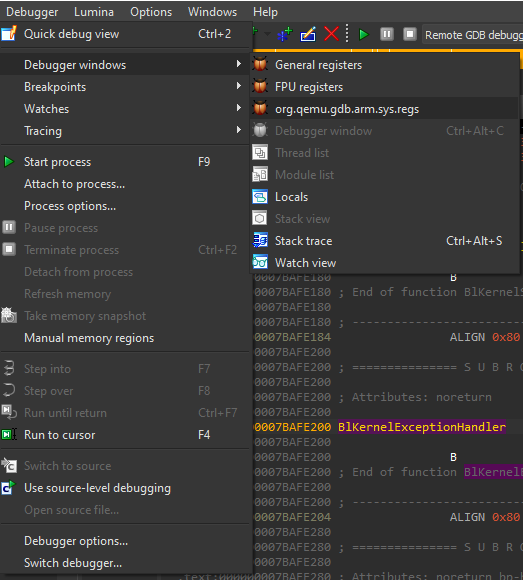 Debugger Lumina Options Windows Help
Quick debug view Ctrl+2
Remote GDB debugg
Debugger windows
Breakpoints
Watches
Tracing
Start process F9
Attach to process...
Process options...
Pause process
Terminate process Ctrl+F2
Detach from process
Refresh memory
Take memory snapshot
Manual memory regions
Step into F7
Step over F8
Run until return Ctrl+F7
Run to cursor F4
Switch to source
Use source-level debugging
Open source file...
Debugger options...
Switch debugger...
General registers
FPU registers
org.qemu.gdb.arm.sys.regs
Debugger window Ctrl+Alt+C
Thread list
Module list
Locals
Stack view
Stack trace Ctrl+Alt+S
Watch view
0007BAFE180 B
0007BAFE180 ; End of function BlKernelS
0007BAFE180
0007BAFE180 ; ---------------
0007BAFE184 ALIGN 0x80
0007BAFE200
0007BAFE200 ; =============== S U B R O
0007BAFE200
0007BAFE200 ; Attributes: noreturn
0007BAFE200
0007BAFE200 BlKernelExceptionHandler
0007BAFE200
0007BAFE200 B
0007BAFE200 ; End of function BlKernelE
0007BAFE200
0007BAFE200 ; ---------------
0007BAFE204 ALIGN 0x80
0007BAFE280
0007BAFE280 ; =============== S U B R O
0007BAFE280